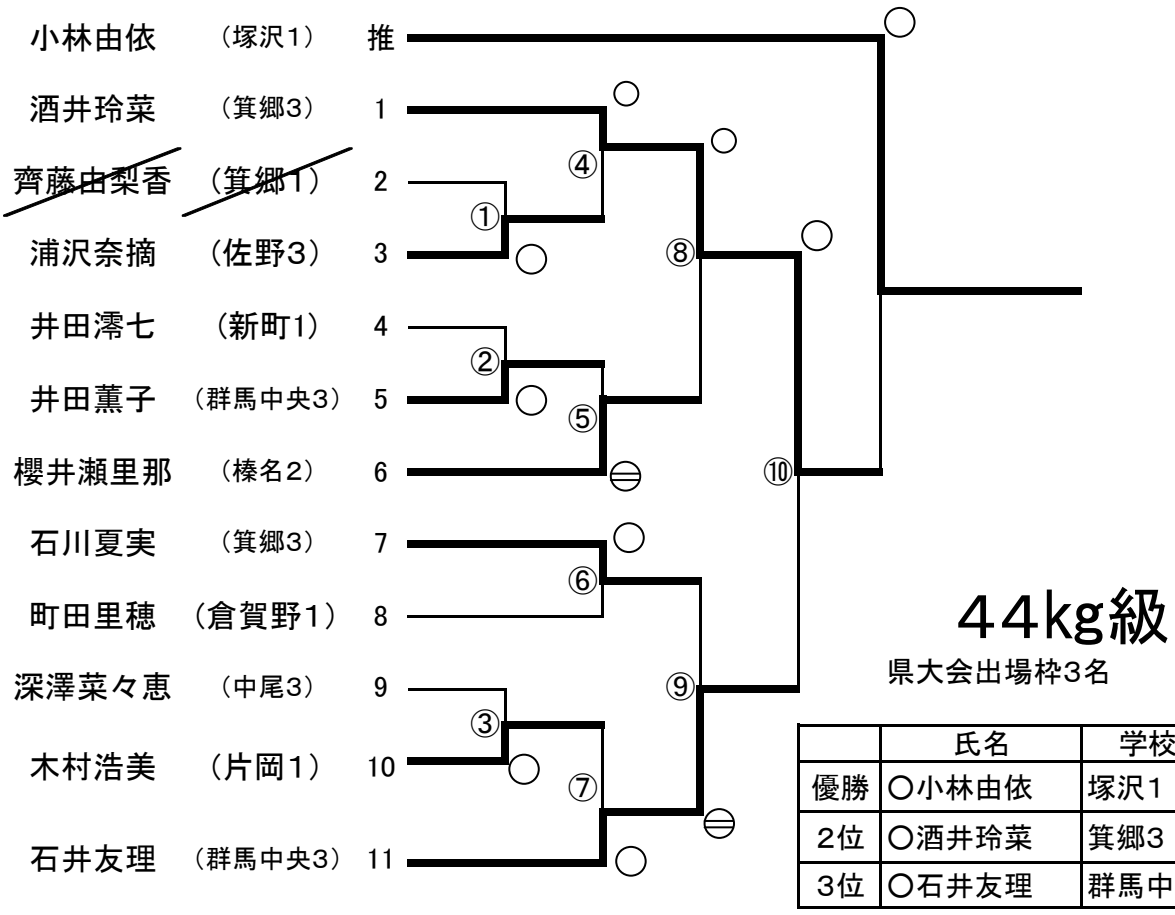 小林由依 (塚沢1) 推
酒井玲菜 (箕郷3) 1
④
齊藤由梨香 (箕郷1) 2
①
浦沢奈摘 (佐野3) 3
⑧
井田澪七 (新町1) 4
②
井田薫子 (群馬中央3) 5
⑤
櫻井瀬里那 (榛名2) 6
⑩
石川夏実 (箕郷3) 7
⑥
町田里穂 (倉賀野1) 8
44kg級
県大会出場枠3名
深澤菜々恵 (中尾3) 9
⑨
③
木村浩美 (片岡1) 10
⑦
石井友理 (群馬中央3) 11
氏名 学校
優勝 〇小林由依 塚沢1
2位 〇酒井玲菜 箕郷3
3位 〇石井友理 群馬中